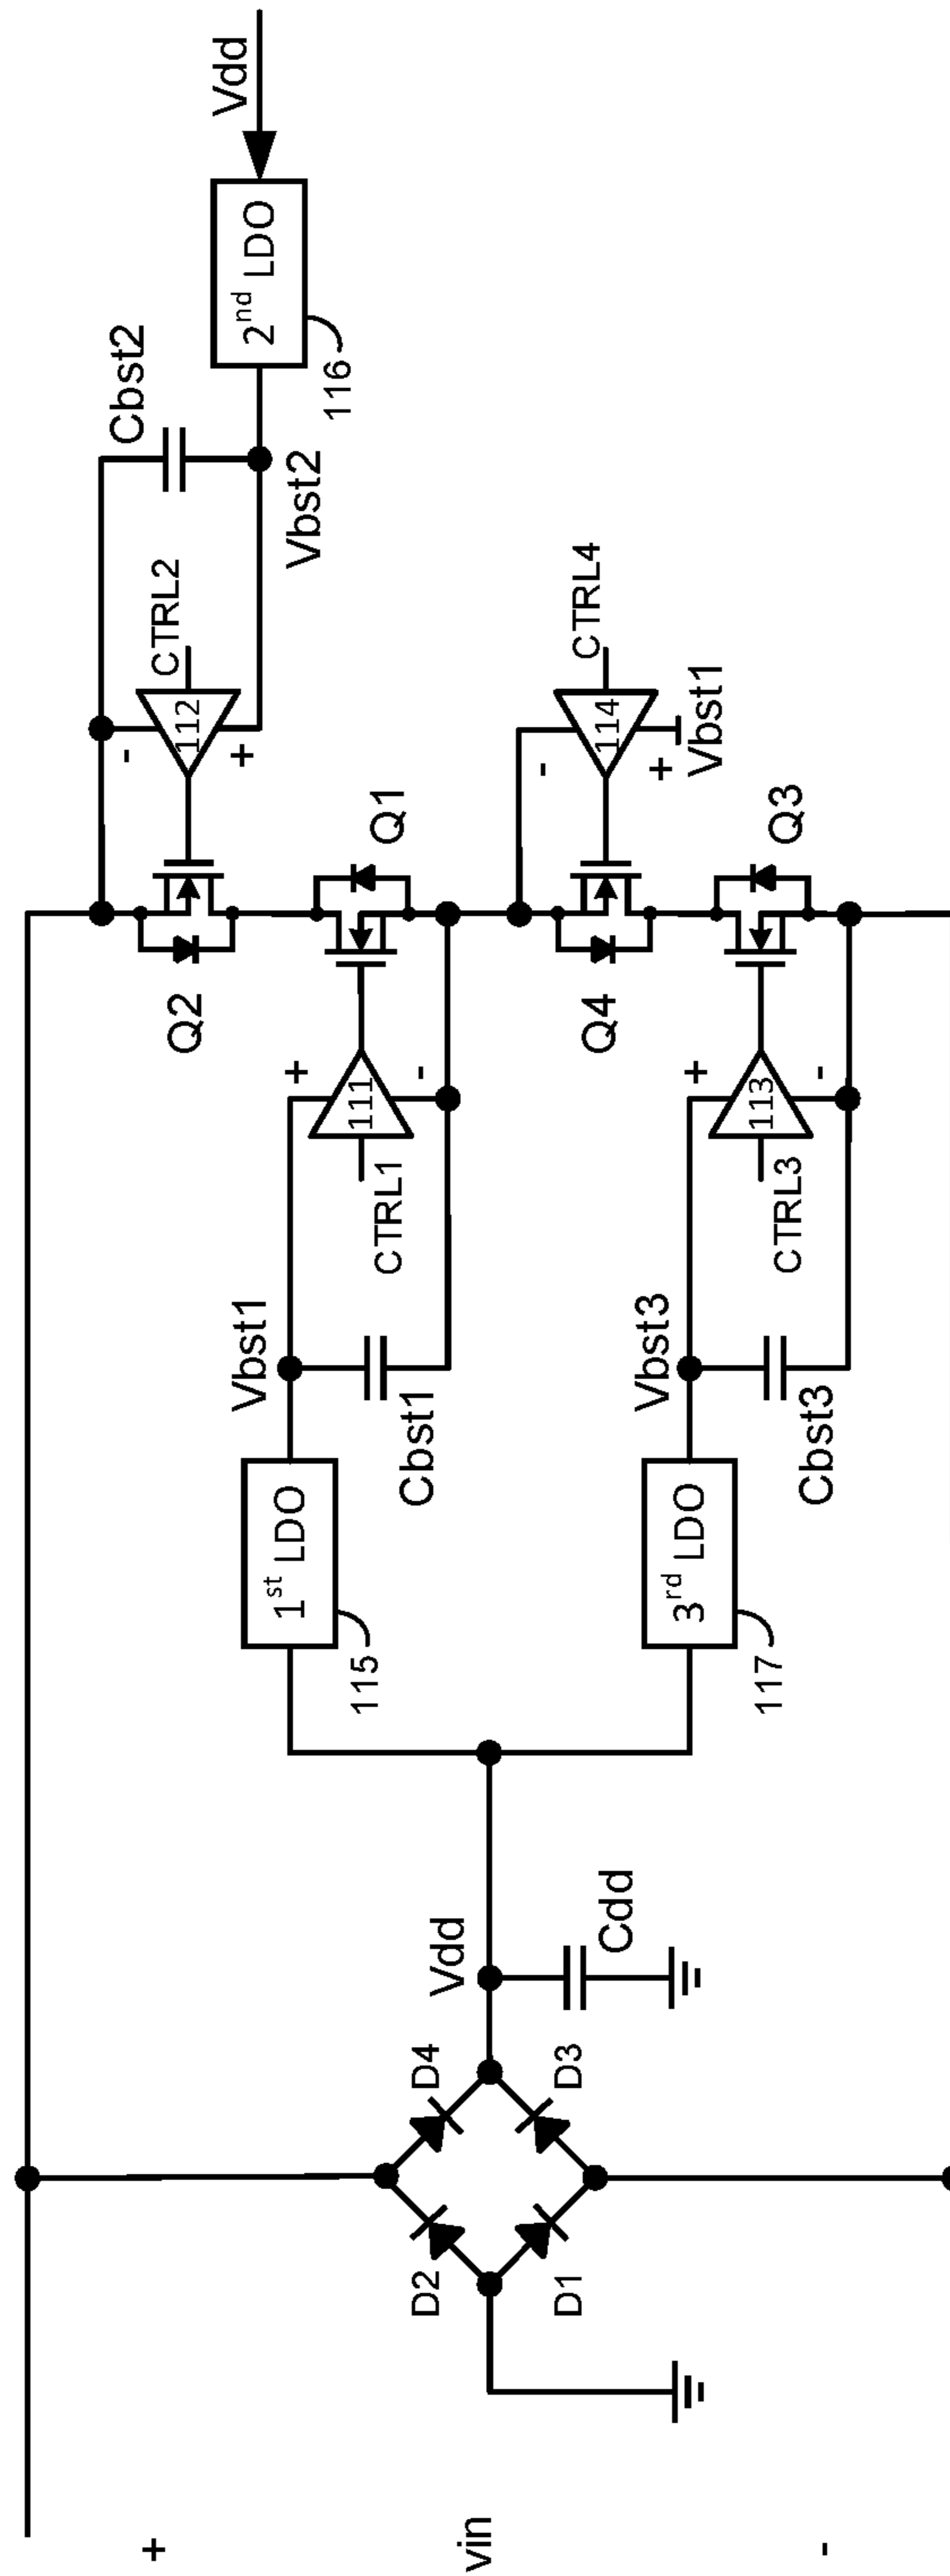 Vdd
2nd LDO
116
Cbst2
Vbst2
CTRL2
112
-
+
Q2
Q1
CTRL4
114
-
+
Vbst1
Q4
Q3
+
111
-
CTRL1
+
113
-
CTRL3
Vbst1
Cbst1
1st LDO
115
Vbst3
Cbst3
3rd LDO
117
Vdd
Cdd
D4
D3
D2
D1
+
vin
-